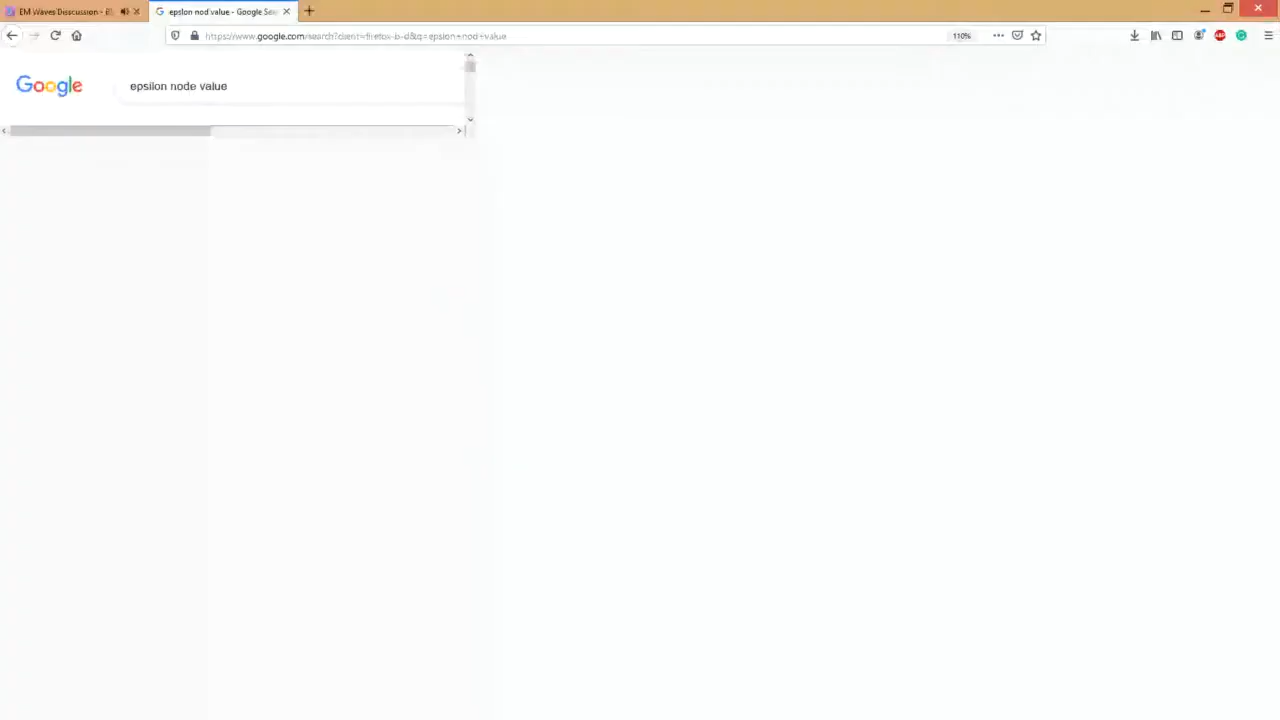 EM Waves Discussion -
epsilon nod value - Google Sea
https://www.google.com/search?client=firefox-b-d&q=epsilon+nod+value
110%
Google
epsilon node value
ABP